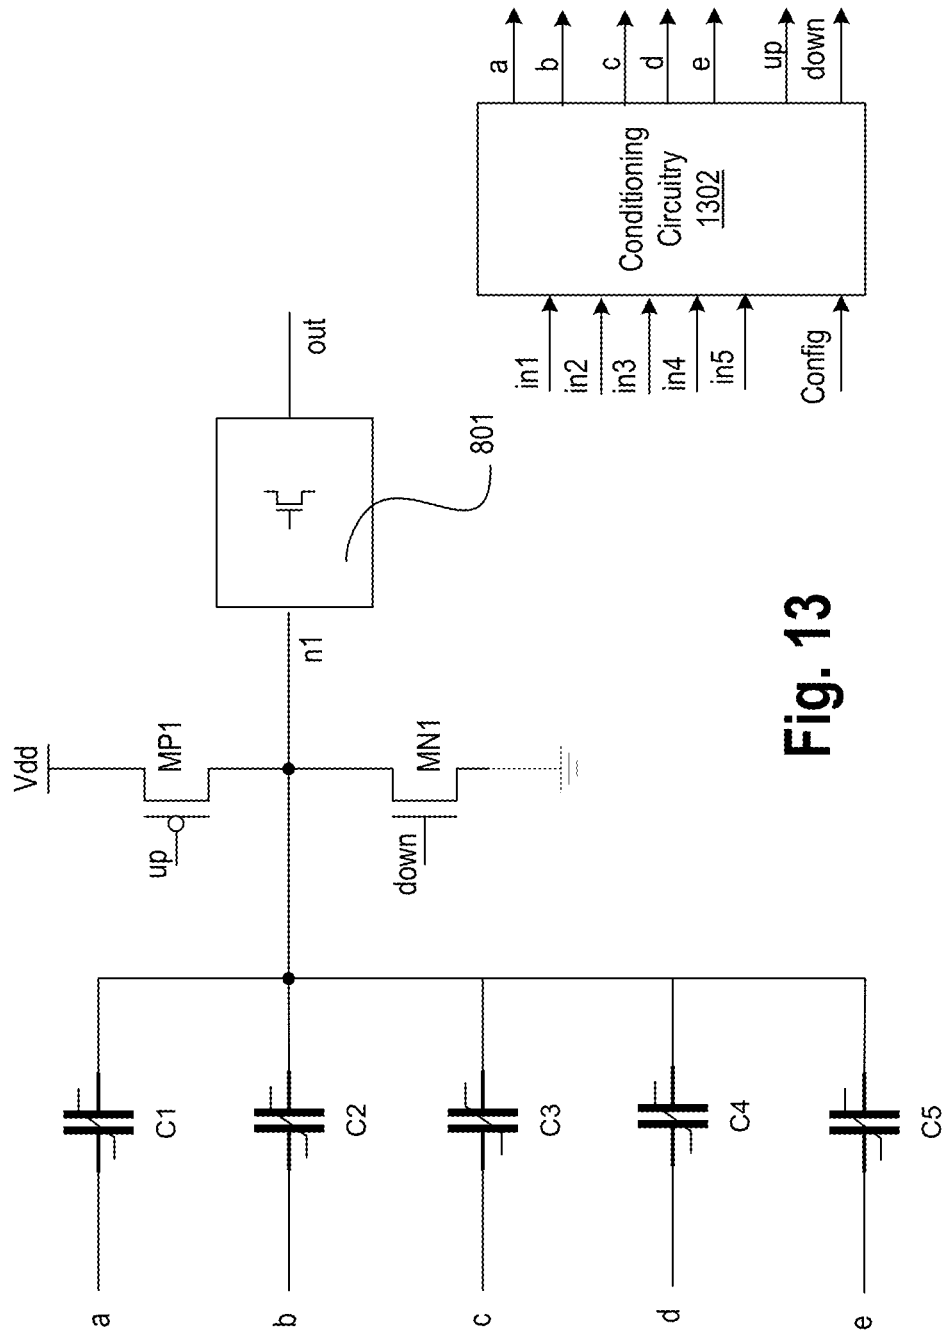 a
C1
b
C2
c
C3
d
C4
e
C5
Vdd
up
MP1
down
MN1
n1
801
out
in1
in2
in3
in4
in5
Config
Conditioning
Circuitry
1302
a
b
c
d
e
up
down
Fig. 13